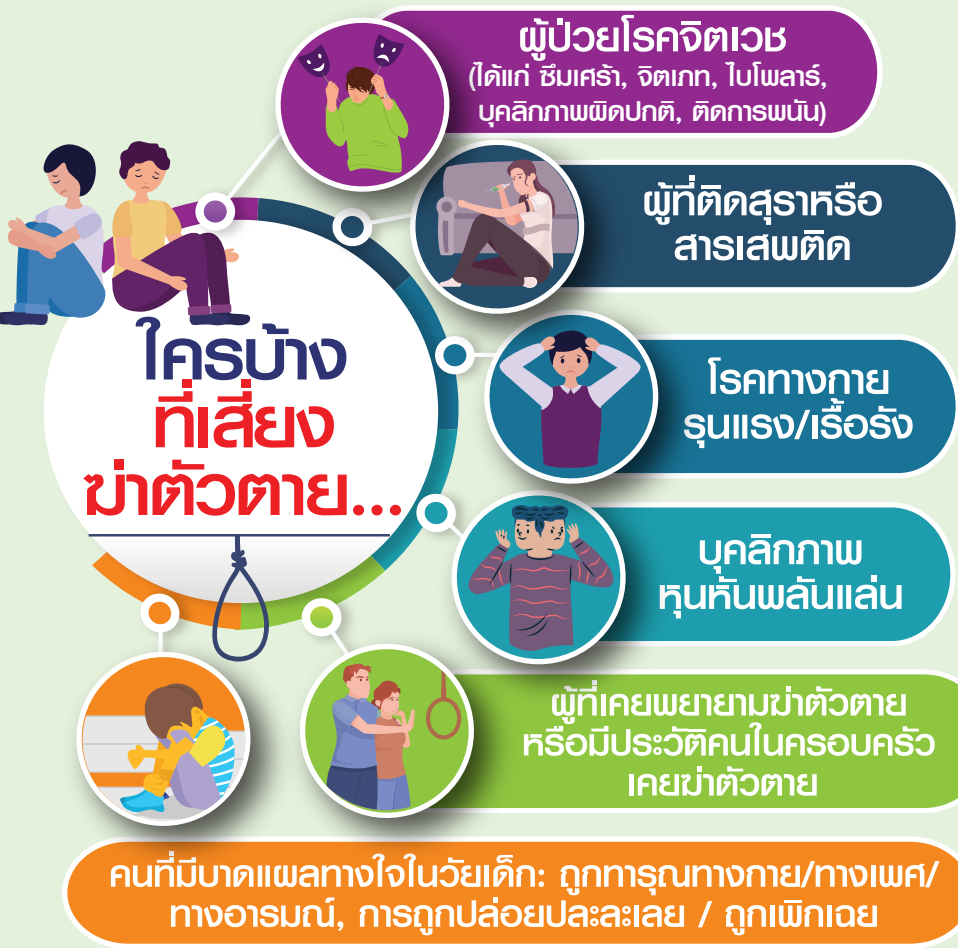 ใครบ้าง
ที่เสี่ยง
ฆ่าตัวตาย...
ผู้ป่วยโรคจิตเวช
(ได้แก่ ซึมเศร้า, จิตเภท, ไบโพลาร์,
บุคลิกภาพผิดปกติ, ติดการพนัน)
ผู้ที่ติดสุราหรือ
สารเสพติด
โรคทางกาย
รุนแรง/เรื้อรัง
บุคลิกภาพ
หุนหันพลันแล่น
ผู้ที่เคยพยายามฆ่าตัวตาย
หรือมีประวัติคนในครอบครัว
เคยฆ่าตัวตาย
คนที่มีบาดแผลทางใจในวัยเด็ก: ถูกทารุณทางกาย/ทางเพศ/
ทางอารมณ์, การถูกปล่อยปละละเลย / ถูกเพิกเฉย